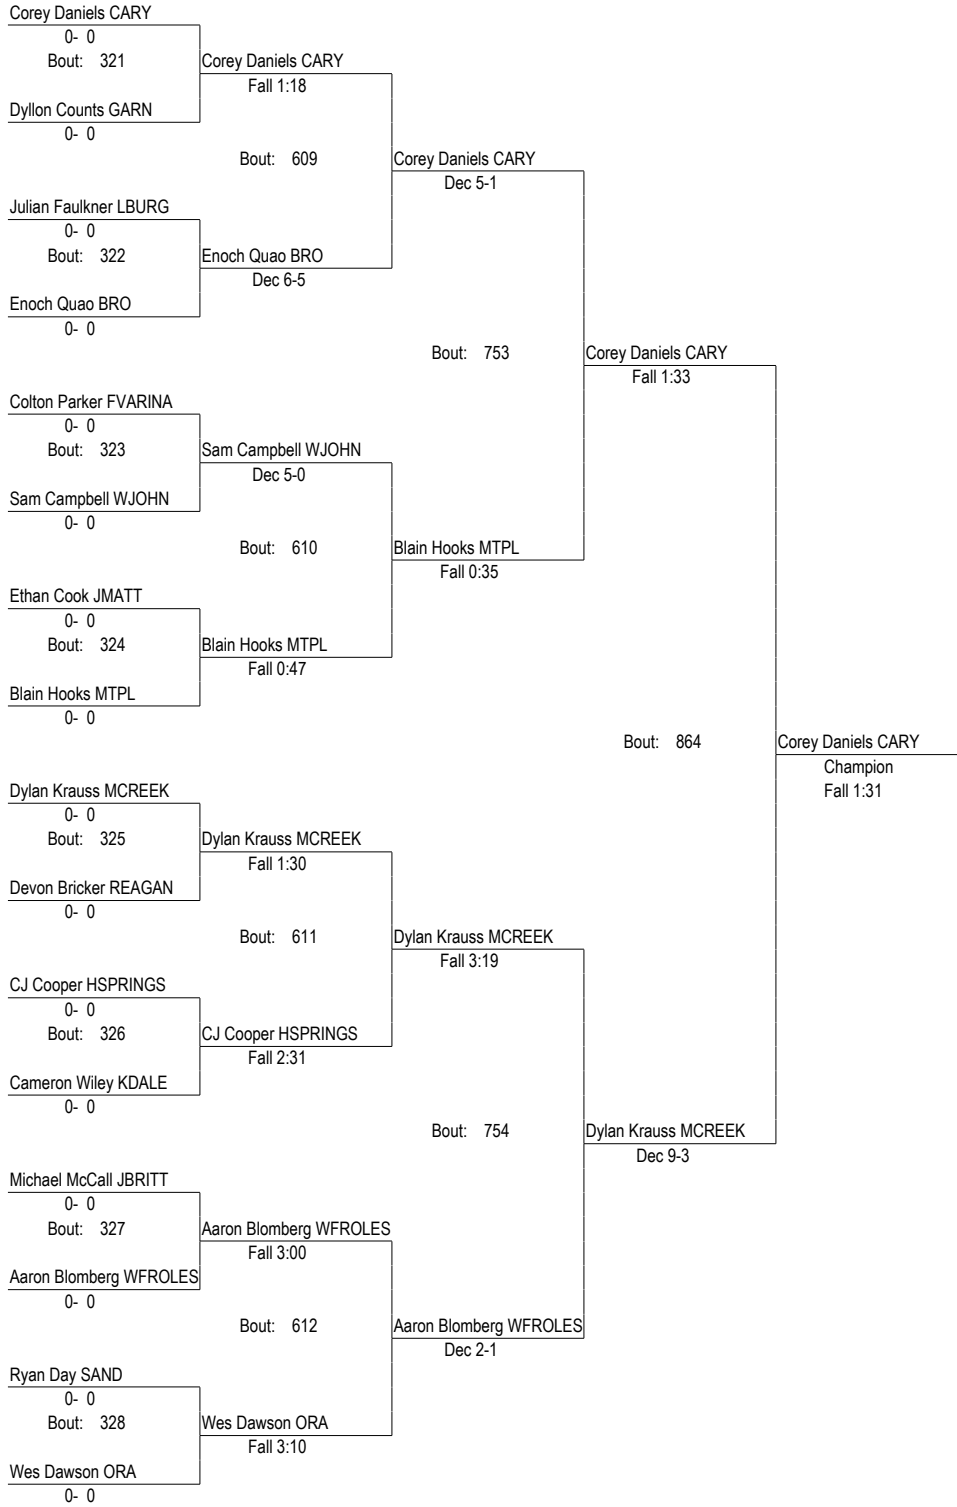 Corey Daniels CARY
0- 0
Bout: 321
Corey Daniels CARY
Fall 1:18
Dyllon Counts GARN
0- 0
Bout: 609
Corey Daniels CARY
Dec 5-1
Julian Faulkner LBURG
0- 0
Bout: 322
Enoch Quao BRO
Dec 6-5
Enoch Quao BRO
0- 0
Bout: 753
Corey Daniels CARY
Fall 1:33
Colton Parker FVARINA
0- 0
Bout: 323
Sam Campbell WJOHN
Dec 5-0
Sam Campbell WJOHN
0- 0
Bout: 610
Blain Hooks MTPL
Fall 0:35
Ethan Cook JMATT
0- 0
Bout: 324
Blain Hooks MTPL
Fall 0:47
Blain Hooks MTPL
0- 0
Bout: 864
Corey Daniels CARY
Champion
Fall 1:31
Dylan Krauss MCREEK
0- 0
Bout: 325
Dylan Krauss MCREEK
Fall 1:30
Devon Bricker REAGAN
0- 0
Bout: 611
Dylan Krauss MCREEK
Fall 3:19
CJ Cooper HSPRINGS
0- 0
Bout: 326
CJ Cooper HSPRINGS
Fall 2:31
Cameron Wiley KDALE
0- 0
Bout: 754
Dylan Krauss MCREEK
Dec 9-3
Michael McCall JBRITT
0- 0
Bout: 327
Aaron Blomberg WFROLES
Fall 3:00
Aaron Blomberg WFROLES
0- 0
Bout: 612
Aaron Blomberg WFROLES
Dec 2-1
Ryan Day SAND
0- 0
Bout: 328
Wes Dawson ORA
Fall 3:10
Wes Dawson ORA
0- 0